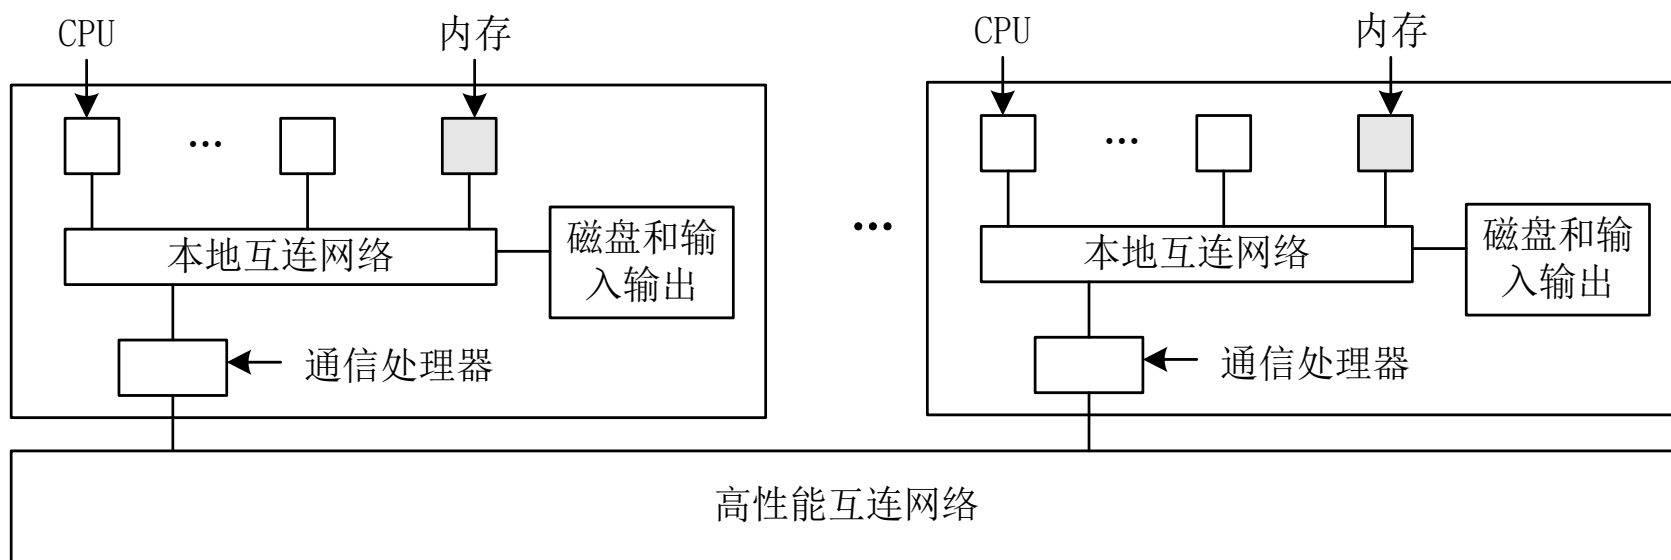 CPU
内存
...
本地互连网络
磁盘和输
入输出
通信处理器
...
CPU
内存
...
本地互连网络
磁盘和输
入输出
通信处理器
高性能互连网络